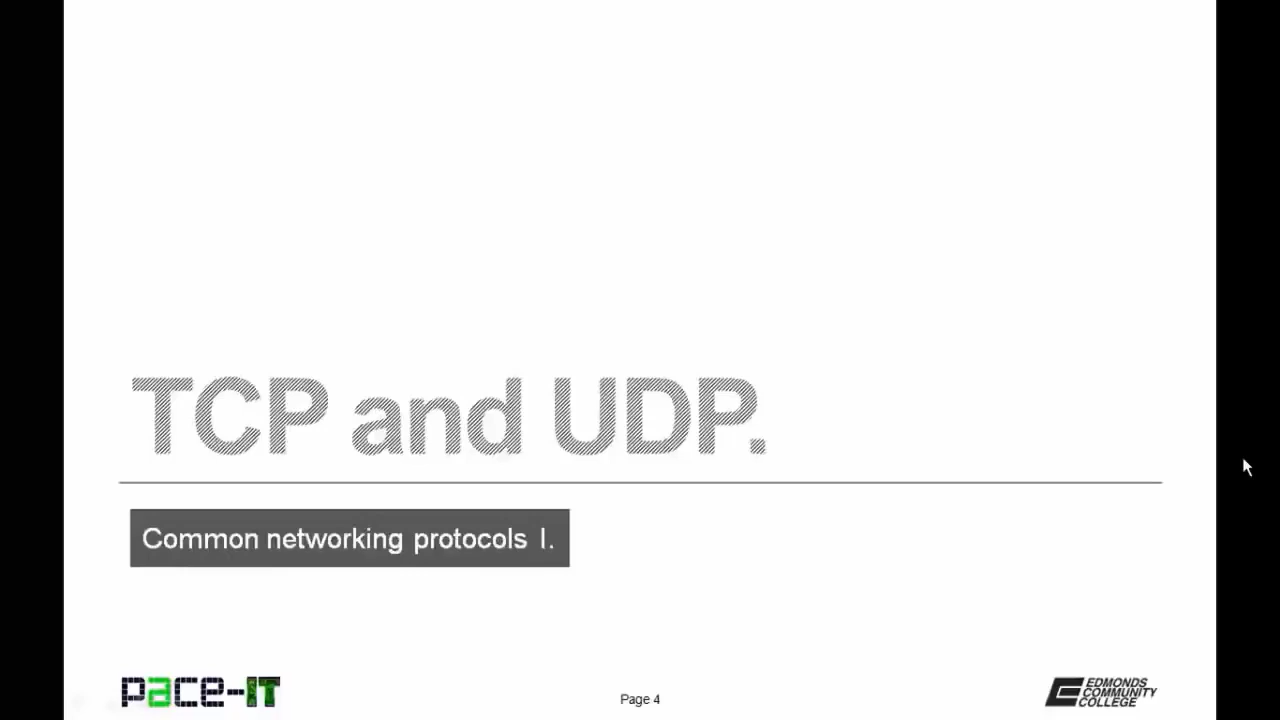 TCP and UDP.
Common networking protocols I.
pace-IT
Page 4
EDMONDS
COMMUNITY
COLLEGE